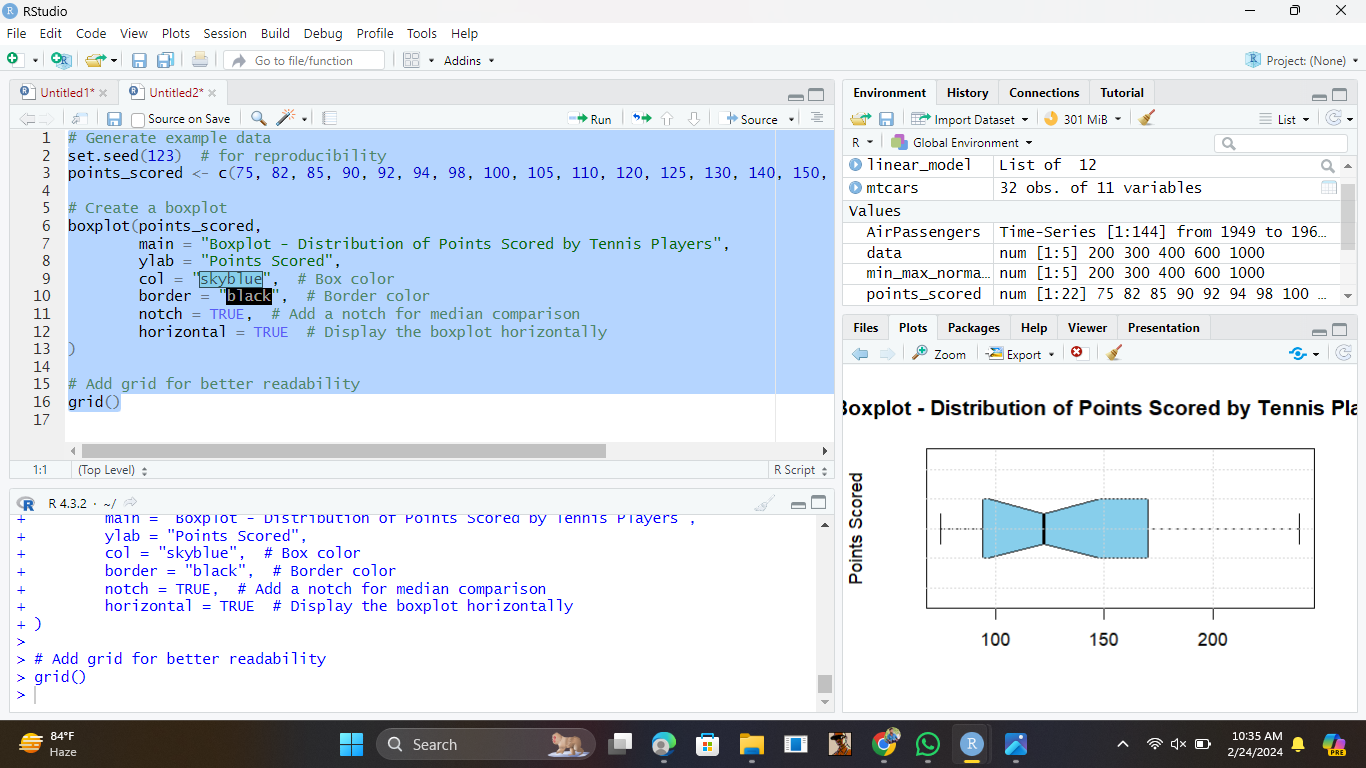 RStudio
File Edit Code View Plots Session Build Debug Profile Tools Help
Go to file/function Addins Project: (None)
Untitled1* Untitled2*
Source on Save Run Source
1 # Generate example data
2 set.seed(123) # for reproducibility
3 points_scored <- c(75, 82, 85, 90, 92, 94, 98, 100, 105, 110, 120, 125, 130, 140, 150,
4
5 # Create a boxplot
6 boxplot(points_scored,
7 main = "Boxplot - Distribution of Points Scored by Tennis Players",
8 ylab = "Points Scored",
9 col = "skyblue", # Box color
10 border = "black", # Border color
11 notch = TRUE, # Add a notch for median comparison
12 horizontal = TRUE # Display the boxplot horizontally
13 )
14
15 # Add grid for better readability
16 grid()
17
1:1 (Top Level) R Script
R 4.3.2 · ~/
+ main = "Boxplot - Distribution of Points Scored by Tennis Players",
+ ylab = "Points Scored",
+ col = "skyblue", # Box color
+ border = "black", # Border color
+ notch = TRUE, # Add a notch for median comparison
+ horizontal = TRUE # Display the boxplot horizontally
+ )
>
> # Add grid for better readability
> grid()
>
Environment History Connections Tutorial
Import Dataset 301 MiB List
R Global Environment
linear_model List of 12
mtcars 32 obs. of 11 variables
Values
AirPassengers Time-Series [1:144] from 1949 to 196…
data num [1:5] 200 300 400 600 1000
min_max_norma… num [1:5] 200 300 400 600 1000
points_scored num [1:22] 75 82 85 90 92 94 98 100 …
Files Plots Packages Help Viewer Presentation
Zoom Export
Boxplot - Distribution of Points Scored by Tennis Pla
Points Scored
100 150 200
84°F
Haze
Search
10:35 AM
2/24/2024
PRE